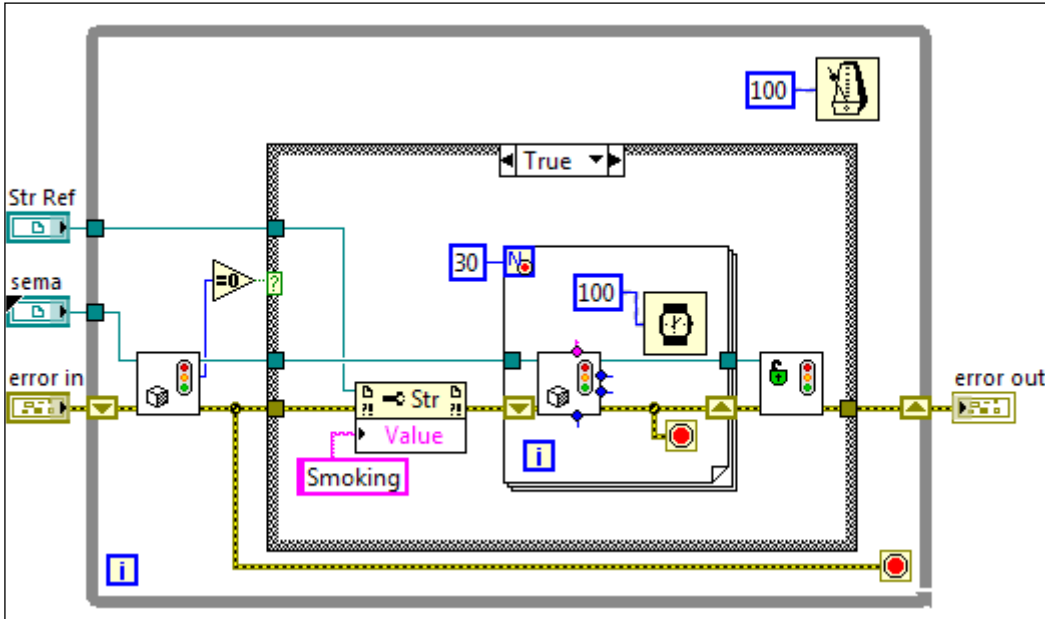 100
True
Str Ref
30
=0
100
sema
?
error in
Str
error out
Value
Smoking
i
i
N
?!
?!